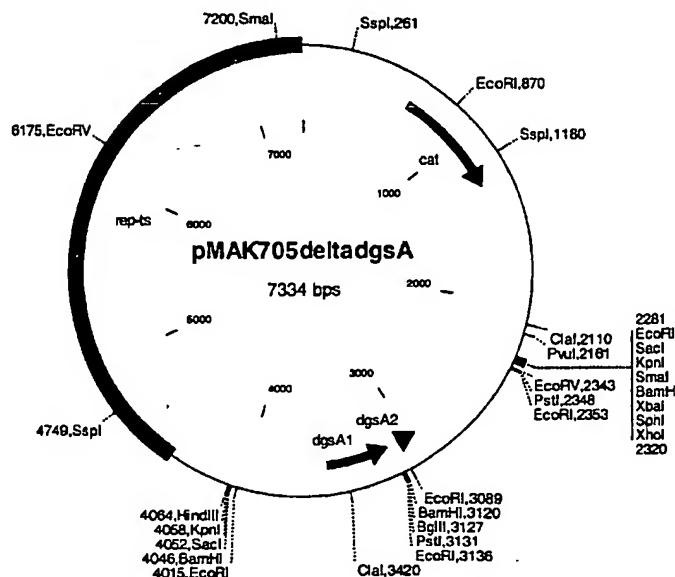 7200,SmaI
SspI,261
EcoRI,870
SspI,1180
6175,EcoRV
7000
cat
1000
rep-ts
6000
pMAK705deltadgsA
7334 bps
2000
5000
ClaI,2110
PvuI,2161
2281
EcoRI
SacI
KpnI
SmaI
BamH
XbaI
SphI
XhoI
2320
EcoRV,2343
PstI,2348
EcoRI,2353
3000
4000
dgsA2
dgsA1
4749,SspI
EcoRI,3089
BamHI,3120
BglII,3127
PstI,3131
EcoRI,3136
4064,HindIII
4058,KpnI
4052,SacI
4046,BamHI
4015,EcoRI
ClaI,3420